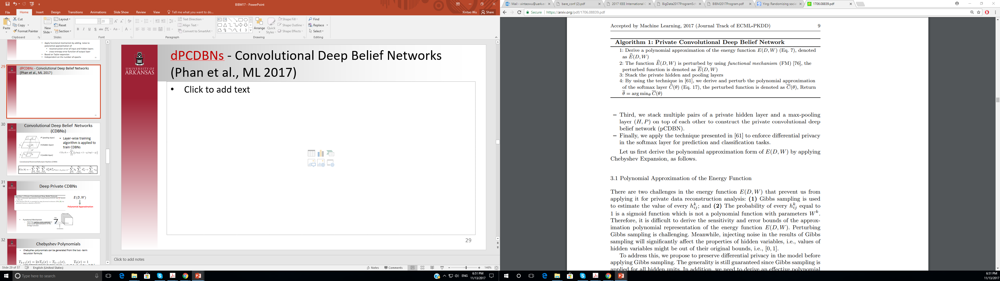 BIBM17 - PowerPoint
File Home Insert Design Transitions Animations Slide Show Review View Tell me what you want to do... Xintao Wu Share
Paste
Cut
Copy
Format Painter
Clipboard
New Slide
Layout
Reset
Section
Slides
20
Font
Text Direction
Align Text
Convert to SmartArt
Paragraph
Arrange
Quick Styles
Shape Fill
Shape Outline
Shape Effects
Drawing
Find
Replace
Select
Editing
• Apply functional mechanism by adding noise to
polynomial approximation of
• reconstruction error of input and hidden layers
• cross-entropy error function of output layer
• Based on Taylor expansion
• Independent on the number of epochs
29
dPCDBNs - Convolutional Deep Belief Networks
(Phan et al., ML 2017)
30
Convolutional Deep Belief Networks
(CDBNs)
P (pooling layer)
H (hidden layer)
V (visible layer)
• Layer-wise training
algorithm is applied to
train CDBNs
Convolutional Restricted Boltzmann Machine (CRBM)
31
Deep Private CDBNs
Algorithm 1: Private Convolutional Deep Belief Network
E(D,W)
Polynomial Approximation
• Functional Mechanism
polynomial approximation of the
energy function
32
Chebyshev Polynomials
• Chebyshev polynomials can be generated from the two -term
recursion formula:
Tk+1(x) = 2xTk(x) − Tk−1(x), T0(x) = 1
UNIVERSITY OF
ARKANSAS
dPCDBNs - Convolutional Deep Belief Networks
(Phan et al., ML 2017)
• Click to add text
29
Click to add notes
Slide 29 of 57 English (United States) Notes Comments 146%
Type here to search
ENG
6:51 PM
11/13/2017
Mail - xintaowu@uark.e
bare_conf (2).pdf
2017 IEEE International C
BigData2017ProgramSch
BIBM2017Program.pdf
Ying: Randomizing socia
1706.08839.pdf
Secure https://arxiv.org/pdf/1706.08839.pdf
Accepted by Machine Learning, 2017 (Journal Track of ECML-PKDD) 9
Algorithm 1: Private Convolutional Deep Belief Network
1: Derive a polynomial approximation of the energy function E(D, W) (Eq. 7), denoted
as Ê(D, W)
2: The function Ê(D, W) is perturbed by using functional mechanism (FM) [76], the
perturbed function is denoted as E̅(D, W)
3: Stack the private hidden and pooling layers
4: By using the technique in [61], we derive and perturb the polynomial approximation
of the softmax layer Ĉ(θ) (Eq. 17), the perturbed function is denoted as C̅(θ), Return
θ̅ = arg minθ C̅(θ)
– Third, we stack multiple pairs of a private hidden layer and a max-pooling
layer (H, P) on top of each other to construct the private convolutional deep
belief network (pCDBN).
– Finally, we apply the technique presented in [61] to enforce differential privacy
in the softmax layer for prediction and classification tasks.
Let us first derive the polynomial approximation form of E(D, W) by applying
Chebyshev Expansion, as follows.
3.1 Polynomial Approximation of the Energy Function
There are two challenges in the energy function E(D, W) that prevent us from
applying it for private data reconstruction analysis: (1) Gibbs sampling is used
to estimate the value of every h^k_ij; and (2) The probability of every h^k_ij equal to
1 is a sigmoid function which is not a polynomial function with parameters W^k.
Therefore, it is difficult to derive the sensitivity and error bounds of the approx-
imation polynomial representation of the energy function E(D, W). Perturbing
Gibbs sampling is challenging. Meanwhile, injecting noise in the results of Gibbs
sampling will significantly affect the properties of hidden variables, i.e., values of
hidden variables might be out of their original bounds, i.e., [0, 1].
To address this, we propose to preserve differential privacy in the model before
applying Gibbs sampling. The generality is still guaranteed since Gibbs sampling is
applied for all hidden units. In addition, we need to derive an effective polynomial
6:51 PM
11/13/2017